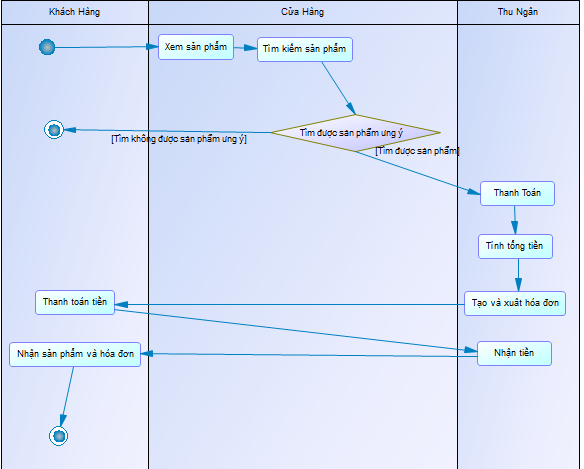 Khách Hàng
Cửa Hàng
Thu Ngân
Xem sản phẩm
Tìm kiếm sản phẩm
Tìm được sản phẩm ưng ý
[Tìm không được sản phẩm ưng ý]
[Tìm được sản phẩm]
Thanh Toán
Tính tổng tiền
Tạo và xuất hóa đơn
Thanh toán tiền
Nhận tiền
Nhận sản phẩm và hóa đơn